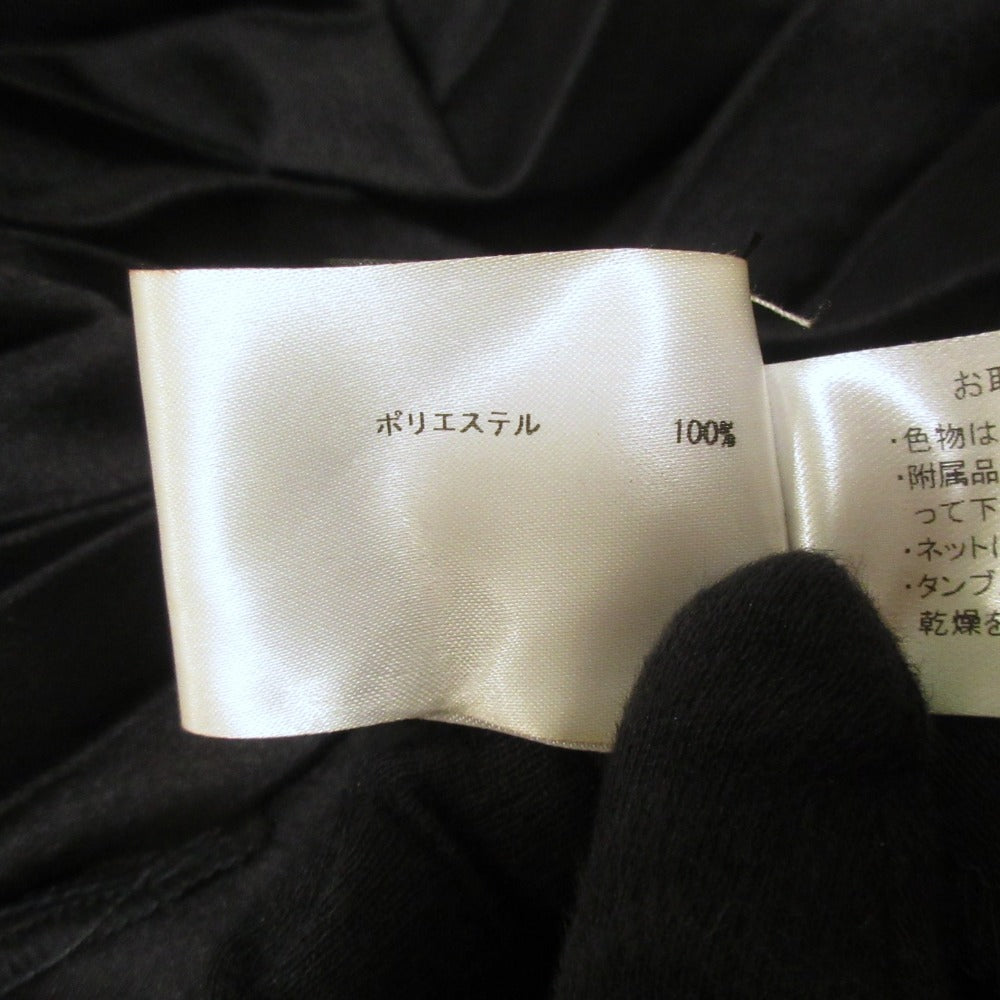 ポリエステル 100%
お取
・色物は
・附属品
って下
・ネット
・タンブ
乾燥を